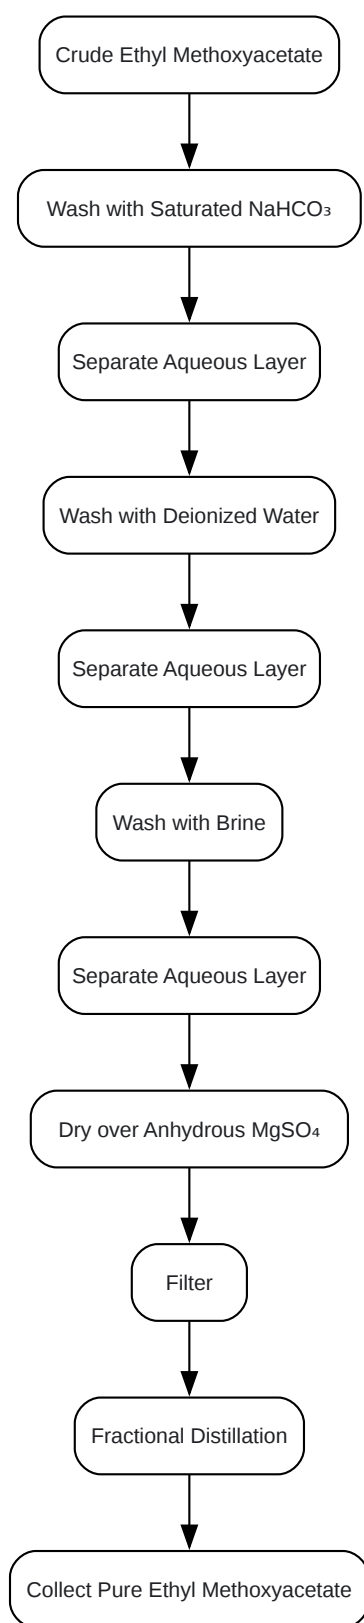 Crude Ethyl Methoxyacetate
Wash with Saturated NaHCO₃
Separate Aqueous Layer
Wash with Deionized Water
Separate Aqueous Layer
Wash with Brine
Separate Aqueous Layer
Dry over Anhydrous MgSO₄
Filter
Fractional Distillation
Collect Pure Ethyl Methoxyacetate